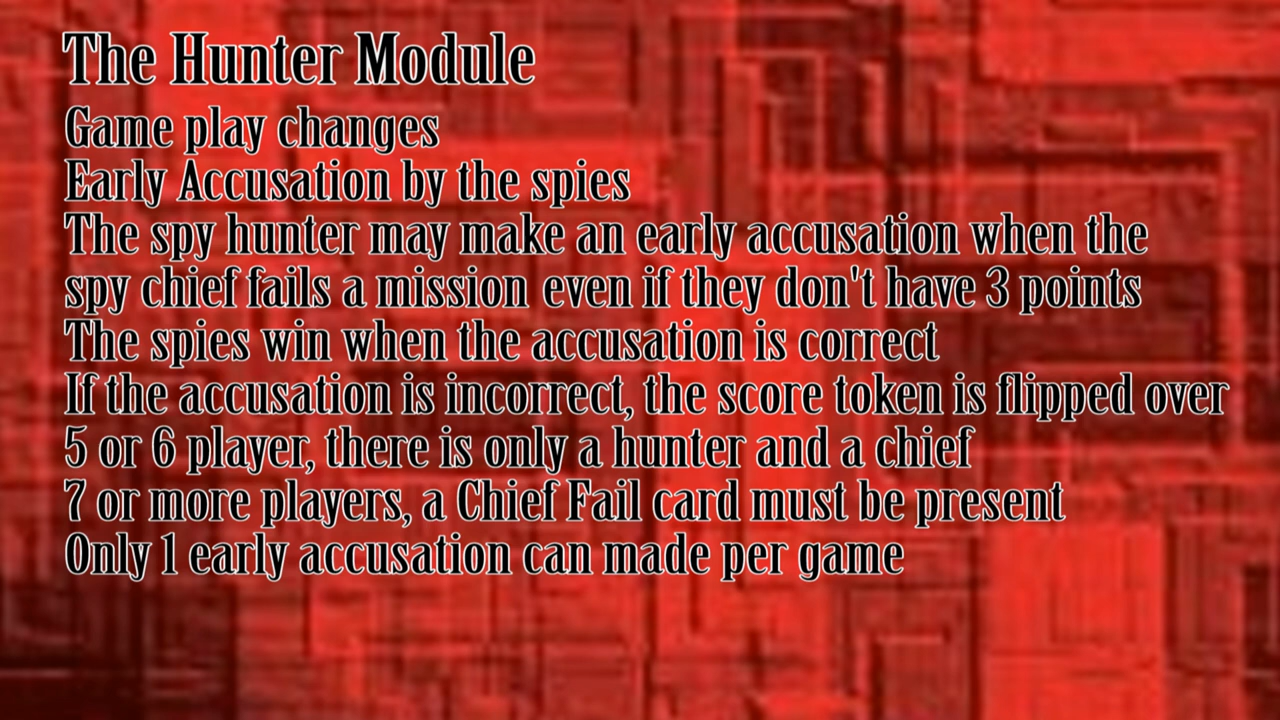 The Hunter Module
Game play changes
Early Accusation by the spies
The spy hunter may make an early accusation when the
spy chief fails a mission even if they don't have 3 points
The spies win when the accusation is correct
If the accusation is incorrect, the score token is flipped over
5 or 6 player, there is only a hunter and a chief
7 or more players, a Chief Fail card must be present
Only 1 early accusation can made per game